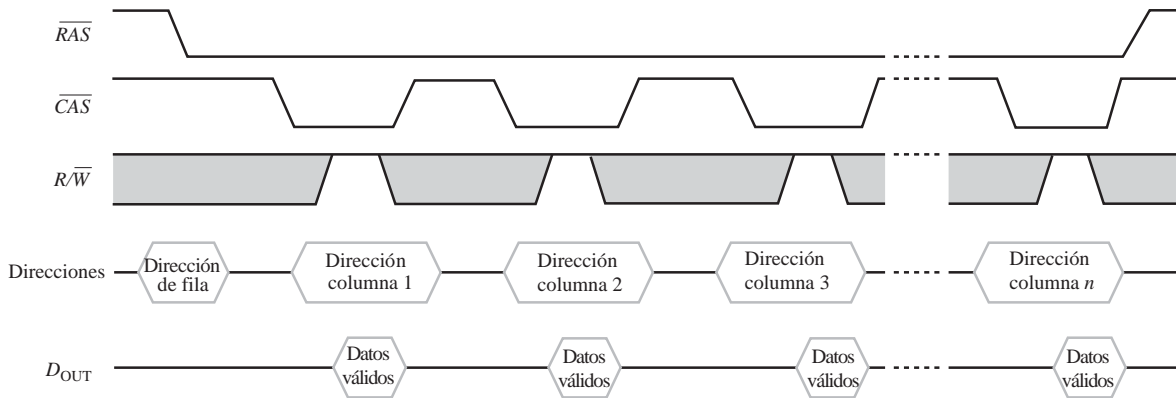 RAS
CAS
R/W
Direcciones
Dirección
de fila
Dirección
columna 1
Dirección
columna 2
Dirección
columna 3
Dirección
columna n
DOUT
Datos
válidos
Datos
válidos
Datos
válidos
Datos
válidos